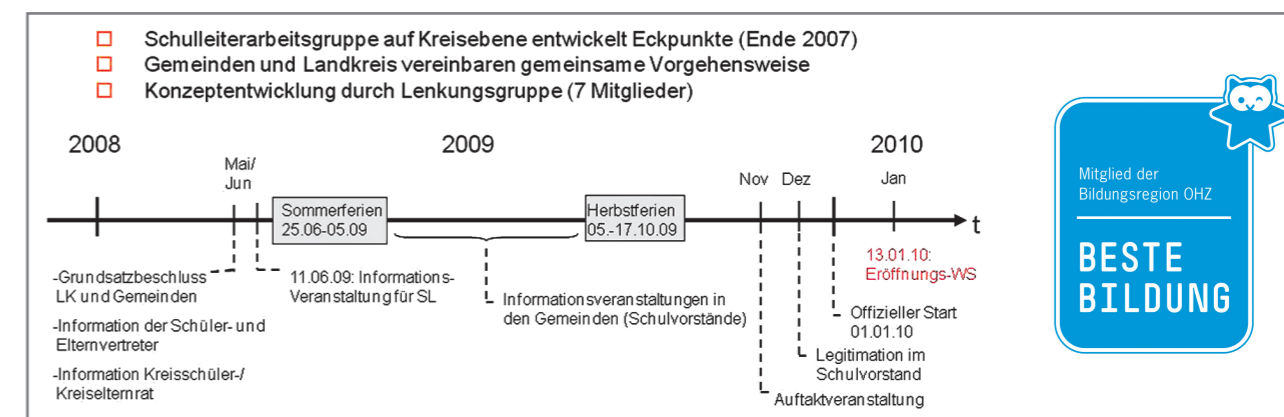 Schulleiterarbeitsgruppe auf Kreisebene entwickelt Eckpunkte (Ende 2007)
Gemeinden und Landkreis vereinbaren gemeinsame Vorgehensweise
Konzeptentwicklung durch Lenkungsgruppe (7 Mitglieder)
2008
2009
2010
Mai/
Jun
Nov
Dez
Jan
Sommerferien
25.06-05.09
Herbstferien
05.-17.10.09
t
-Grundsatzbeschluss
LK und Gemeinden
-Information der Schüler- und
Elternvertreter
-Information Kreisschüler-/
Kreiselternrat
11.06.09: Informations-
Veranstaltung für SL
Informationsveranstaltungen in
den Gemeinden (Schulvorstände)
13.01.10:
Eröffnungs-WS
Offizieller Start
01.01.10
Legitimation im
Schulvorstand
Auftaktveranstaltung
Mitglied der
Bildungsregion OHZ
BESTE
BILDUNG